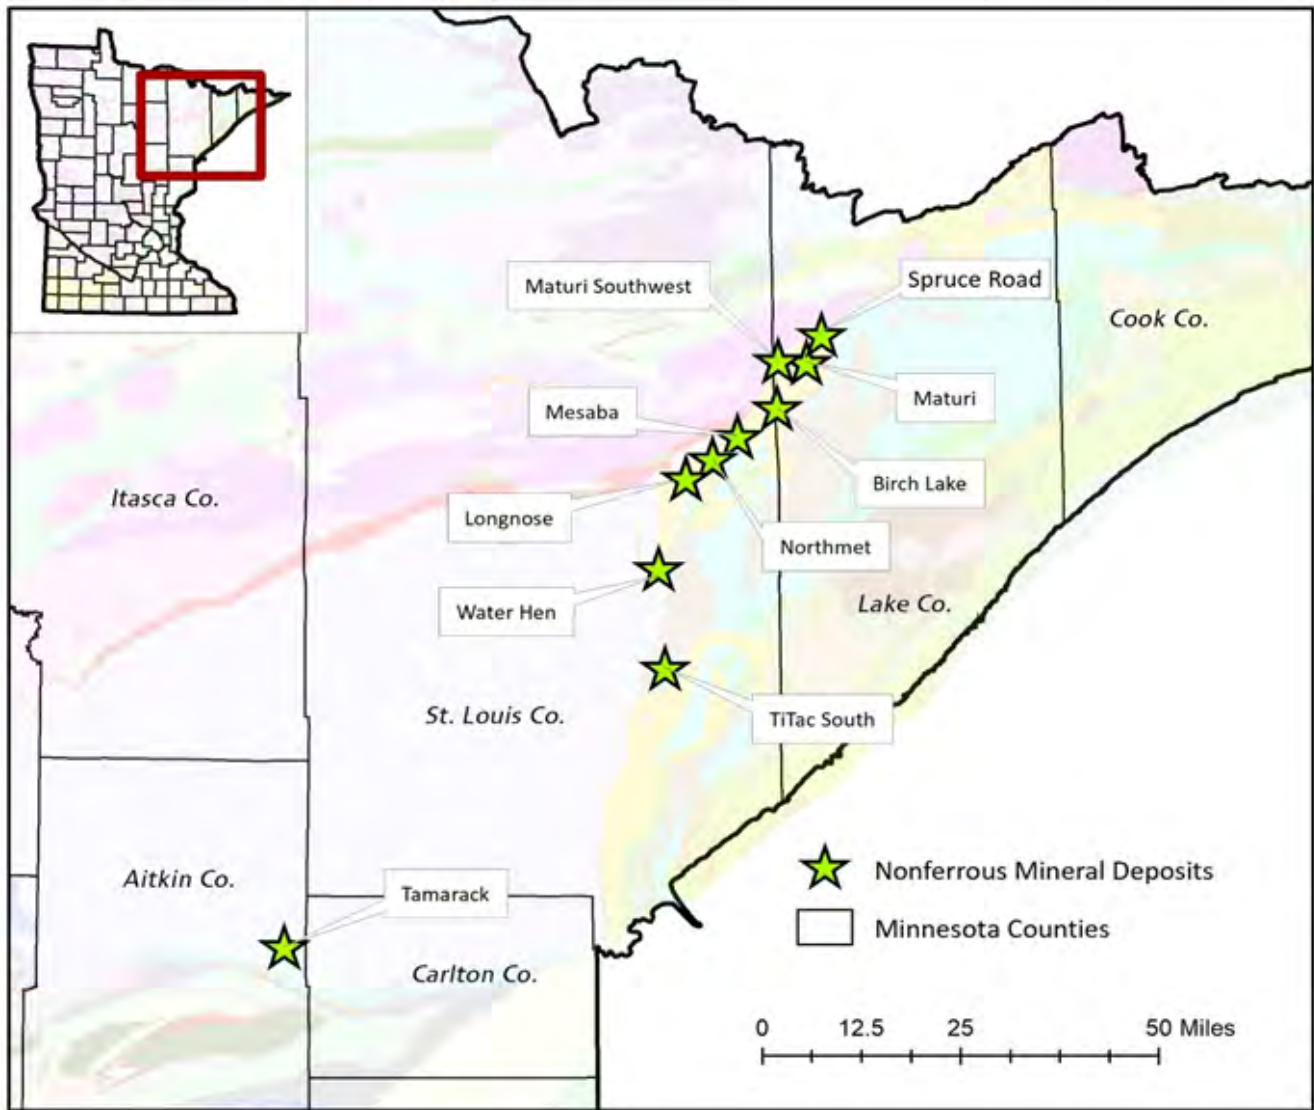 Spruce Road
Maturi Southwest
Cook Co.
Maturi
Mesaba
Birch Lake
Itasca Co.
Longnose
Northmet
Water Hen
Lake Co.
St. Louis Co.
TiTac South
Nonferrous Mineral Deposits
Aitkin Co.
Tamarack
Minnesota Counties
Carlton Co.
0 12.5 25 50 Miles